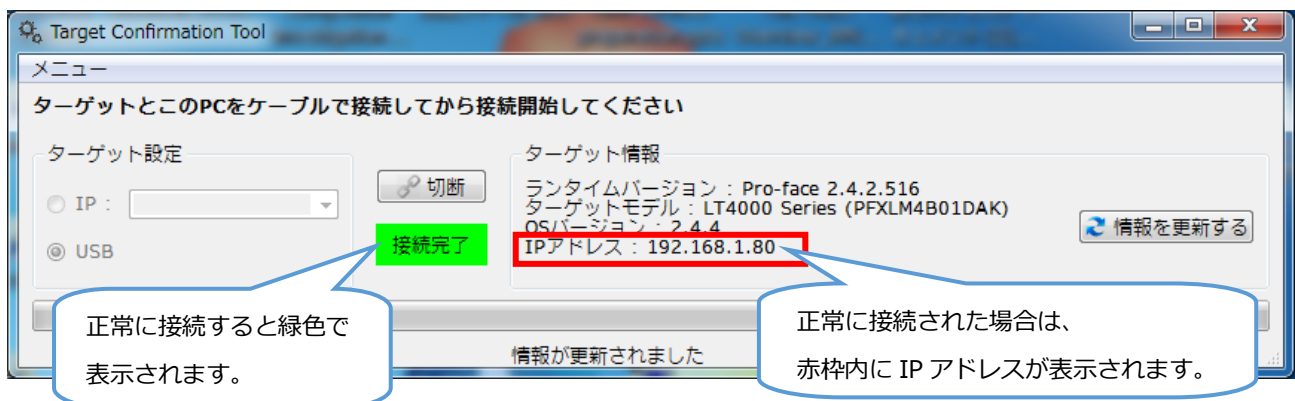 Target Confirmation Tool
メニュー
ターゲットとこのPCをケーブルで接続してから接続開始してください
ターゲット設定
IP :
USB
切断
接続完了
ターゲット情報
ランタイムバージョン : Pro-face 2.4.2.516
ターゲットモデル : LT4000 Series (PFXLM4B01DAK)
OSバージョン : 2.4.4
IPアドレス : 192.168.1.80
情報を更新する
正常に接続すると緑色で
表示されます。
正常に接続された場合は、
赤枠内に IP アドレスが表示されます。
情報が更新されました